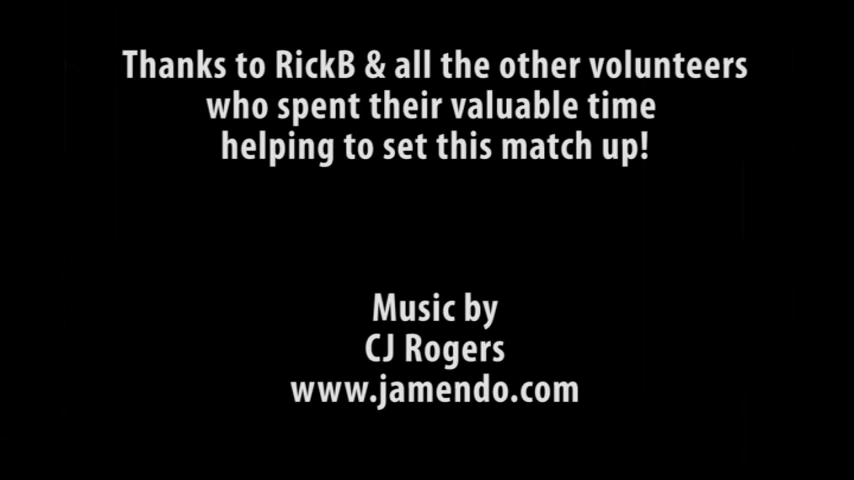 Thanks to RickB & all the other volunteers
who spent their valuable time
helping to set this match up!
Music by
CJ Rogers
www.jamendo.com